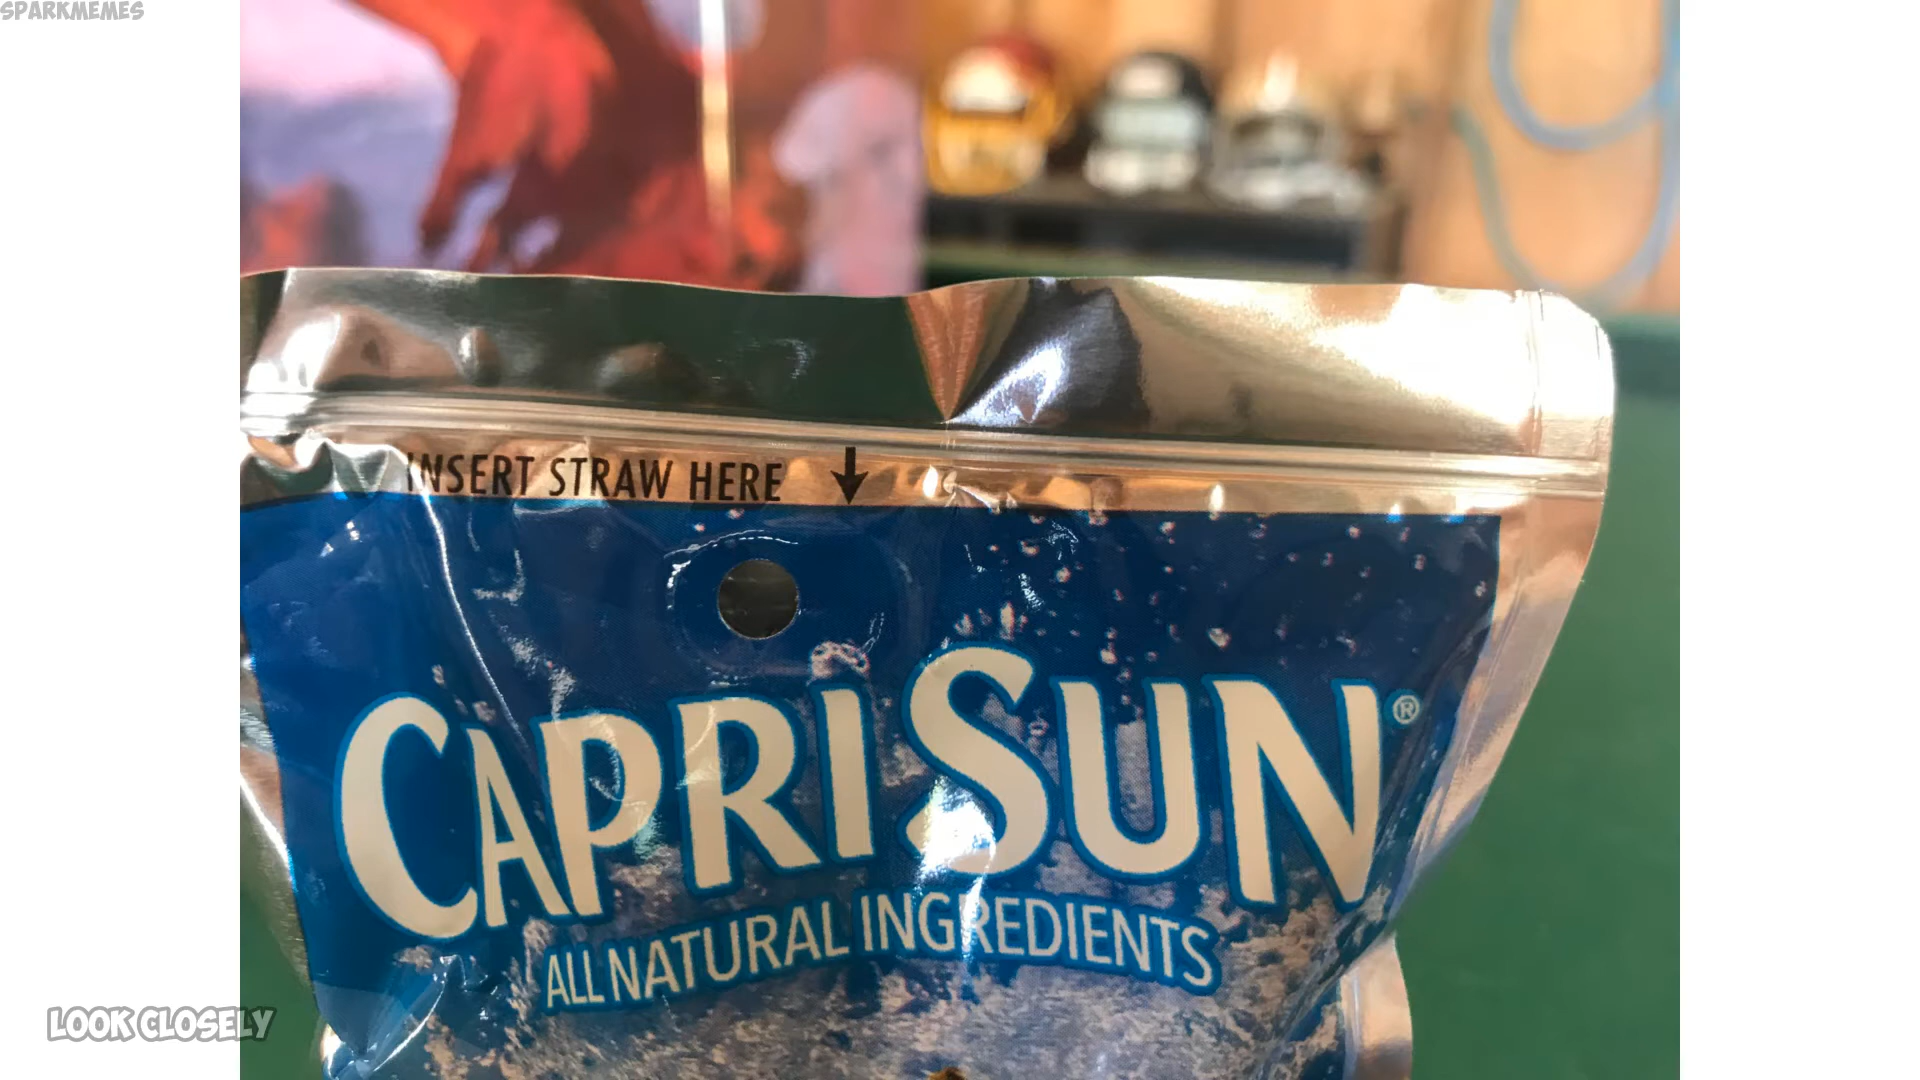 SPARKMEMES
INSERT STRAW HERE
CAPRI SUN®
ALL NATURAL INGREDIENTS
LOOK CLOSELY